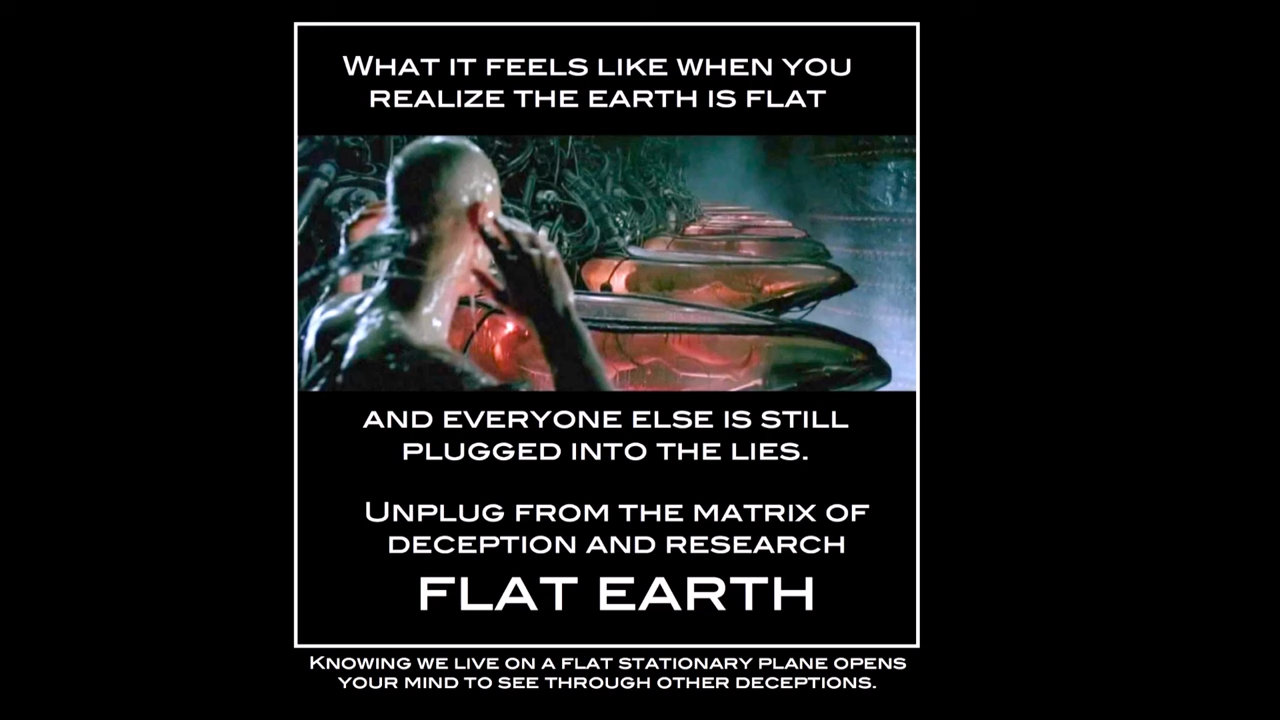 What it feels like when you
realize the Earth is flat
and everyone else is still
plugged into the lies.
Unplug from the matrix of
deception and research
FLAT EARTH
Knowing we live on a flat stationary plane opens
your mind to see through other deceptions.